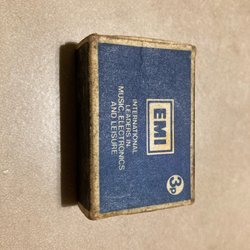 EMI
INTERNATIONAL
LEADERS IN
MUSIC, ELECTRONICS
AND LEISURE
3p